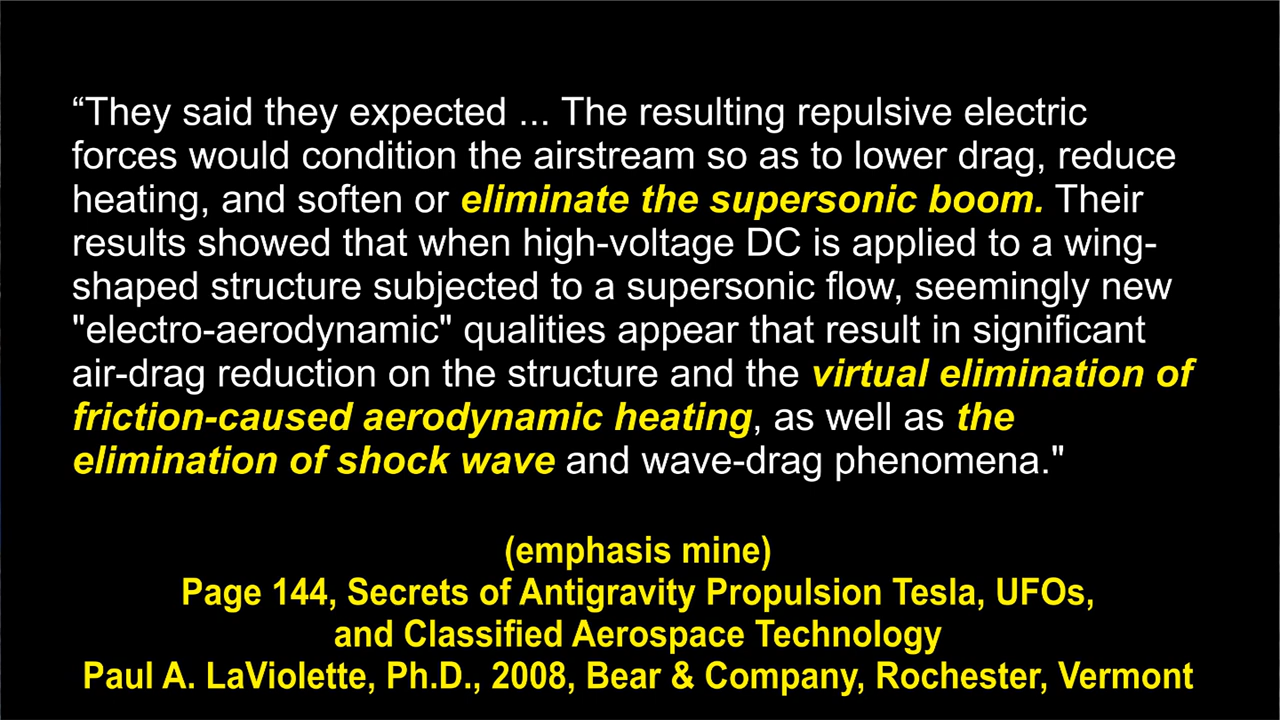 “They said they expected ... The resulting repulsive electric
forces would condition the airstream so as to lower drag, reduce
heating, and soften or eliminate the supersonic boom. Their
results showed that when high-voltage DC is applied to a wing-
shaped structure subjected to a supersonic flow, seemingly new
"electro-aerodynamic" qualities appear that result in significant
air-drag reduction on the structure and the virtual elimination of
friction-caused aerodynamic heating, as well as the
elimination of shock wave and wave-drag phenomena."
(emphasis mine)
Page 144, Secrets of Antigravity Propulsion Tesla, UFOs,
and Classified Aerospace Technology
Paul A. LaViolette, Ph.D., 2008, Bear & Company, Rochester, Vermont